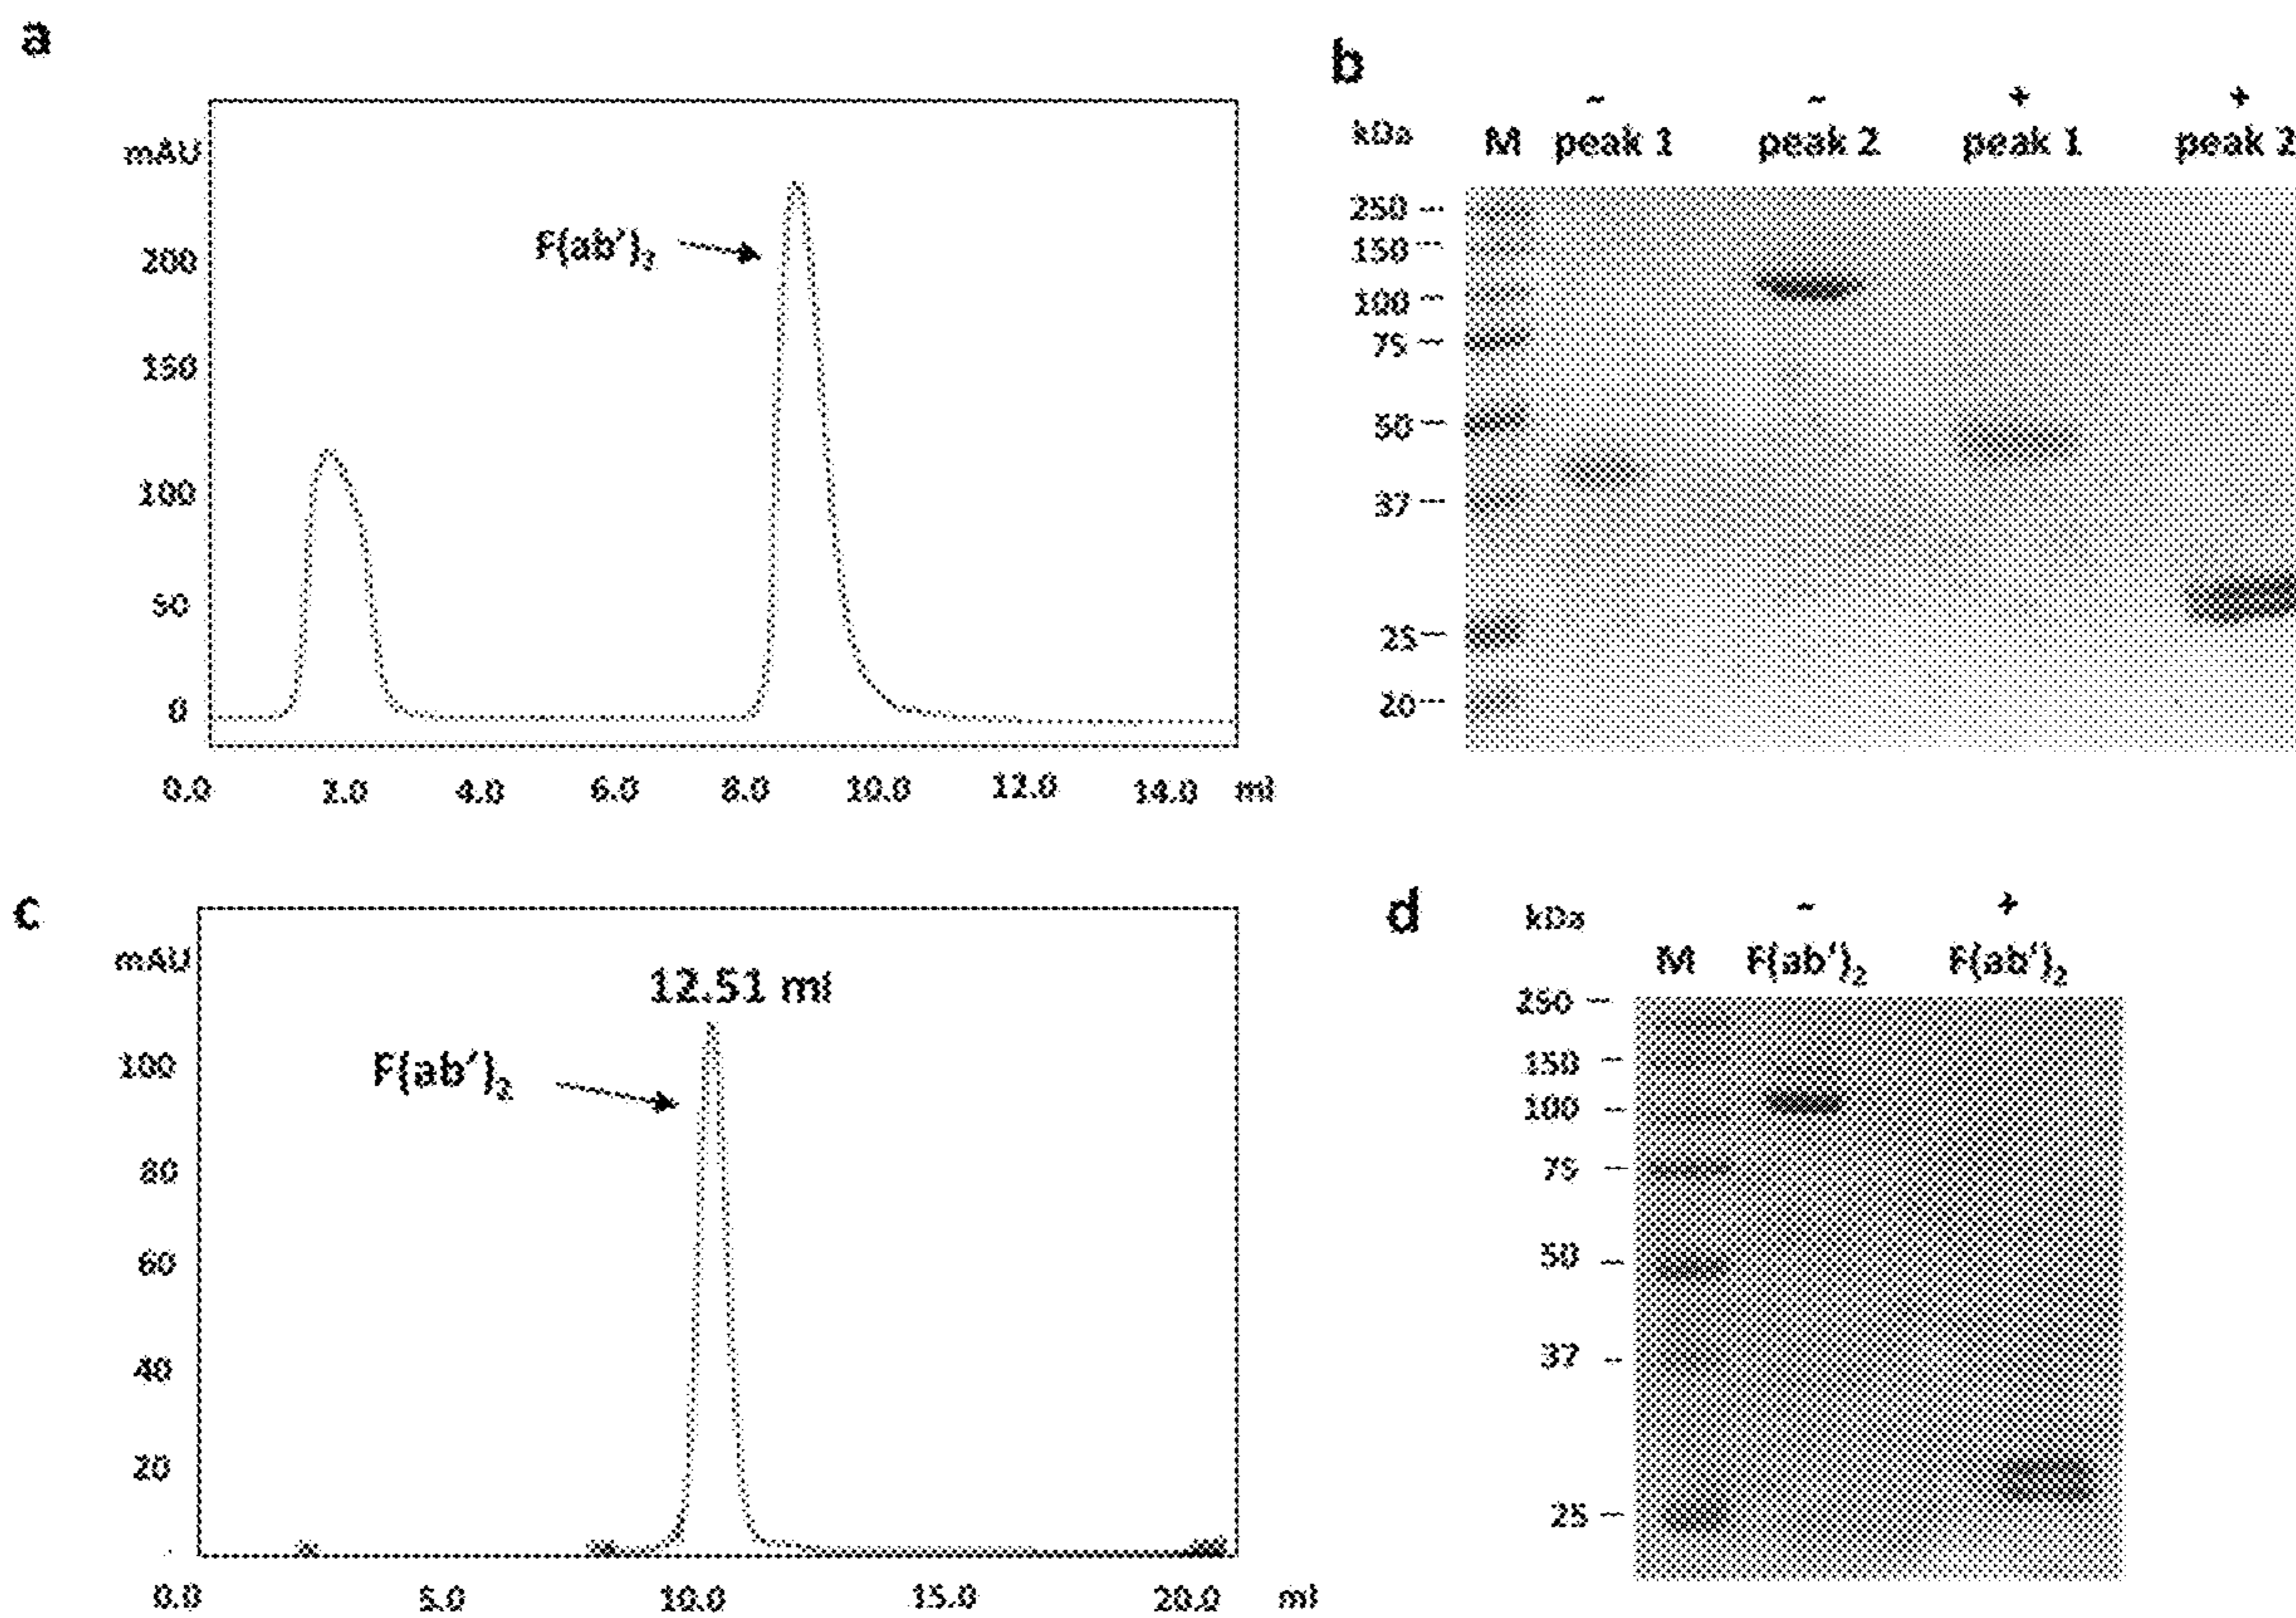 a
mAU
200
150
100
50
0
F(ab')2
0.0 2.0 4.0 6.0 8.0 10.0 12.0 14.0 ml
b
- - + +
kDa M peak 1 peak 2 peak 1 peak 2
250
150
100
75
50
37
25
20
c
mAU
12.51 ml
F(ab')2
100
80
60
40
20
0.0 5.0 10.0 15.0 20.0 ml
d
kDa - +
M F(ab')2 F(ab')2
250
150
100
75
50
37
25